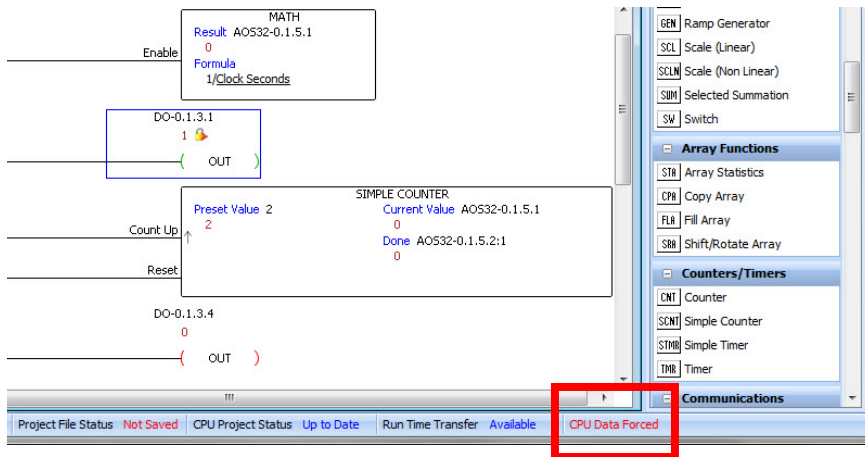 MATH
Result AOS32-0.1.5.1
0
Enable
Formula
1/Clock Seconds
DO-0.1.3.1
1
( OUT )
SIMPLE COUNTER
Preset Value 2 Current Value AOS32-0.1.5.1
2 0
Count Up
Done AOS32-0.1.5.2:1
0
Reset
DO-0.1.3.4
0
( OUT )
GEN Ramp Generator
SCL Scale (Linear)
SCLN Scale (Non Linear)
SUM Selected Summation
SW Switch
Array Functions
STA Array Statistics
CPA Copy Array
FLA Fill Array
SRA Shift/Rotate Array
Counters/Timers
CNT Counter
SCNT Simple Counter
STMR Simple Timer
TMR Timer
Communications
Project File Status Not Saved CPU Project Status Up to Date Run Time Transfer Available CPU Data Forced